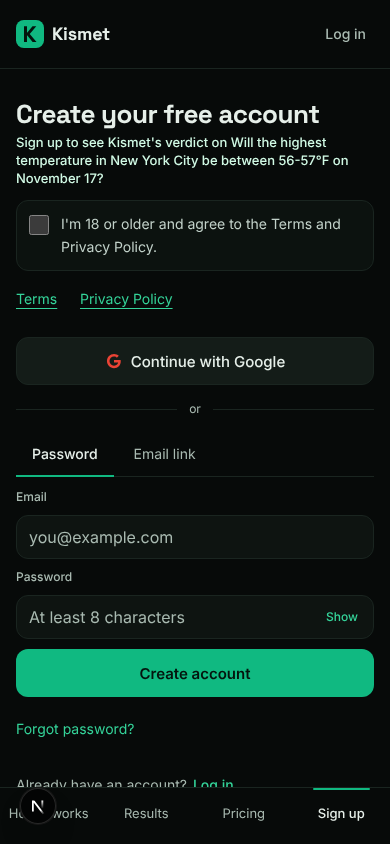 Kismet
Log in
Create your free account
Sign up to see Kismet's verdict on Will the highest
temperature in New York City be between 56-57°F on
November 17?
I'm 18 or older and agree to the Terms and
Privacy Policy.
Terms Privacy Policy
Continue with Google
or
Password Email link
Email
you@example.com
Password
At least 8 characters Show
Create account
Forgot password?
Already have an account? Log in
works Results Pricing Sign up